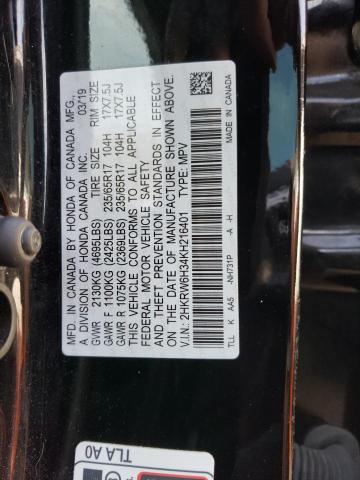 MFD. IN CANADA BY HONDA OF CANADA MFG.,
A DIVISION OF HONDA CANADA INC. 03/19
GVWR 2130KG (4695LBS) TIRE SIZE RIM SIZE
GAWR F 1100KG (2425LBS) 235/65R17 104H 17X7.5J
GAWR R 1075KG (2369LBS) 235/65R17 104H 17X7.5J
THIS VEHICLE CONFORMS TO ALL APPLICABLE
FEDERAL MOTOR VEHICLE SAFETY
AND THEFT PREVENTION STANDARDS IN EFFECT
ON THE DATE OF MANUFACTURE SHOWN ABOVE.
V.I.N.: 2HKRW6H34KH216401 TYPE: MPV
TLL K AA5 -NH731P -A -H MADE IN CANADA
TLA A0